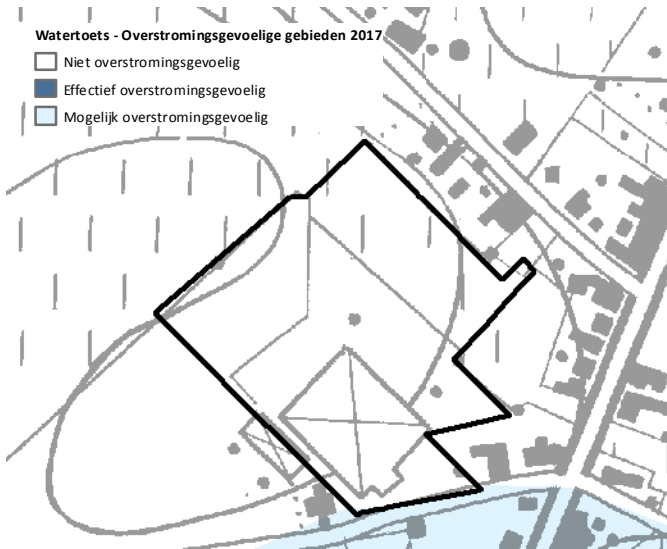 Watertoets - Overstromingsgevoelige gebieden 2017
Niet overstromingsgevoelig
Effectief overstromingsgevoelig
Mogelijk overstromingsgevoelig